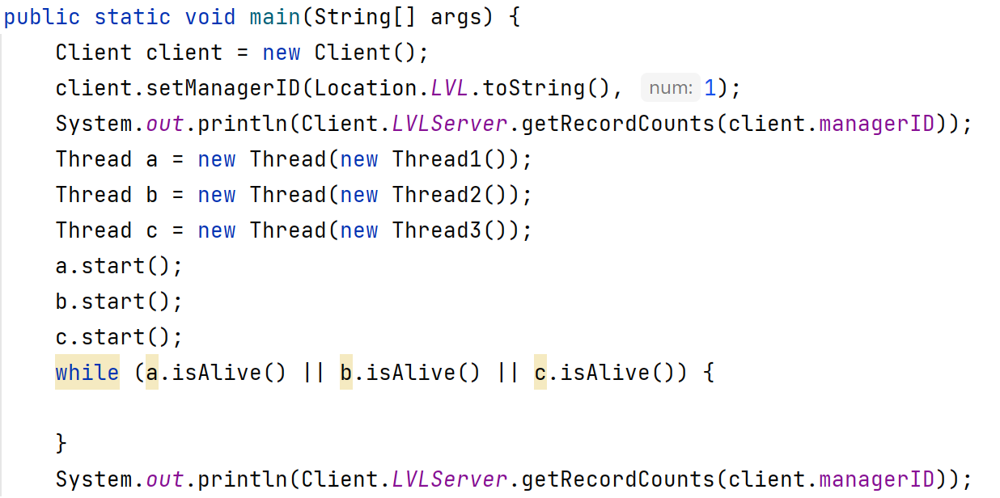 public static void main(String[] args) {
    Client client = new Client();
    client.setManagerID(Location.LVL.toString(), num: 1);
    System.out.println(Client.LVLServer.getRecordCounts(client.managerID));
    Thread a = new Thread(new Thread1());
    Thread b = new Thread(new Thread2());
    Thread c = new Thread(new Thread3());
    a.start();
    b.start();
    c.start();
    while (a.isAlive() || b.isAlive() || c.isAlive()) {
    }
    System.out.println(Client.LVLServer.getRecordCounts(client.managerID));